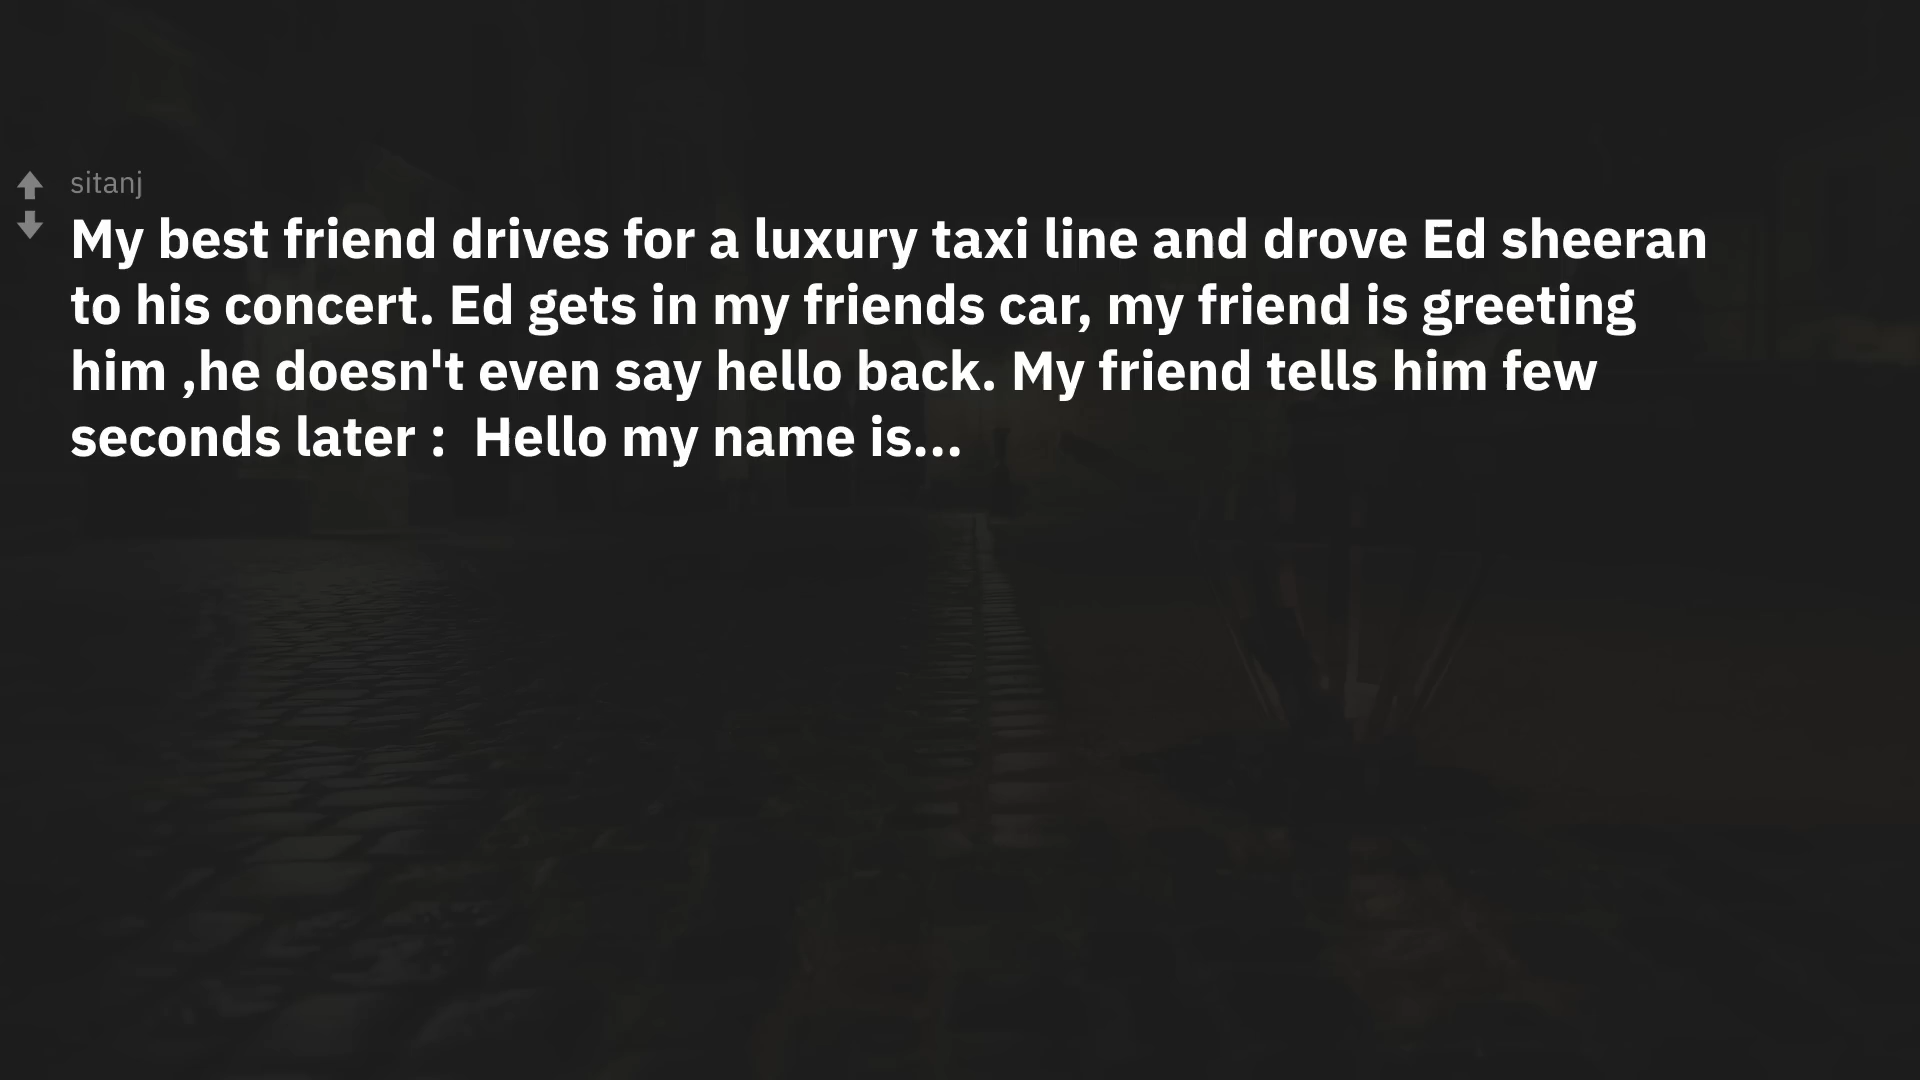 sitanj
My best friend drives for a luxury taxi line and drove Ed sheeran
to his concert. Ed gets in my friends car, my friend is greeting
him ,he doesn't even say hello back. My friend tells him few
seconds later :  Hello my name is...